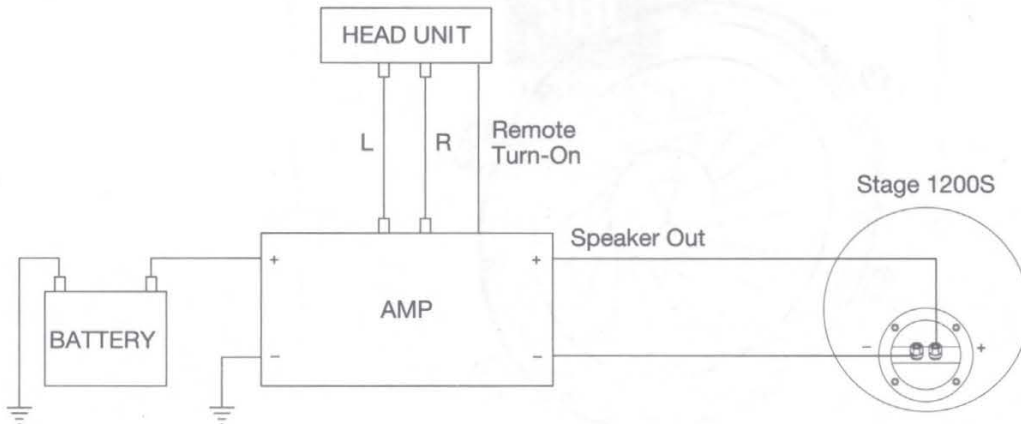 HEAD UNIT
L
R
Remote
Turn-On
Stage 1200S
Speaker Out
+
+
BATTERY
AMP
−
+
−
−